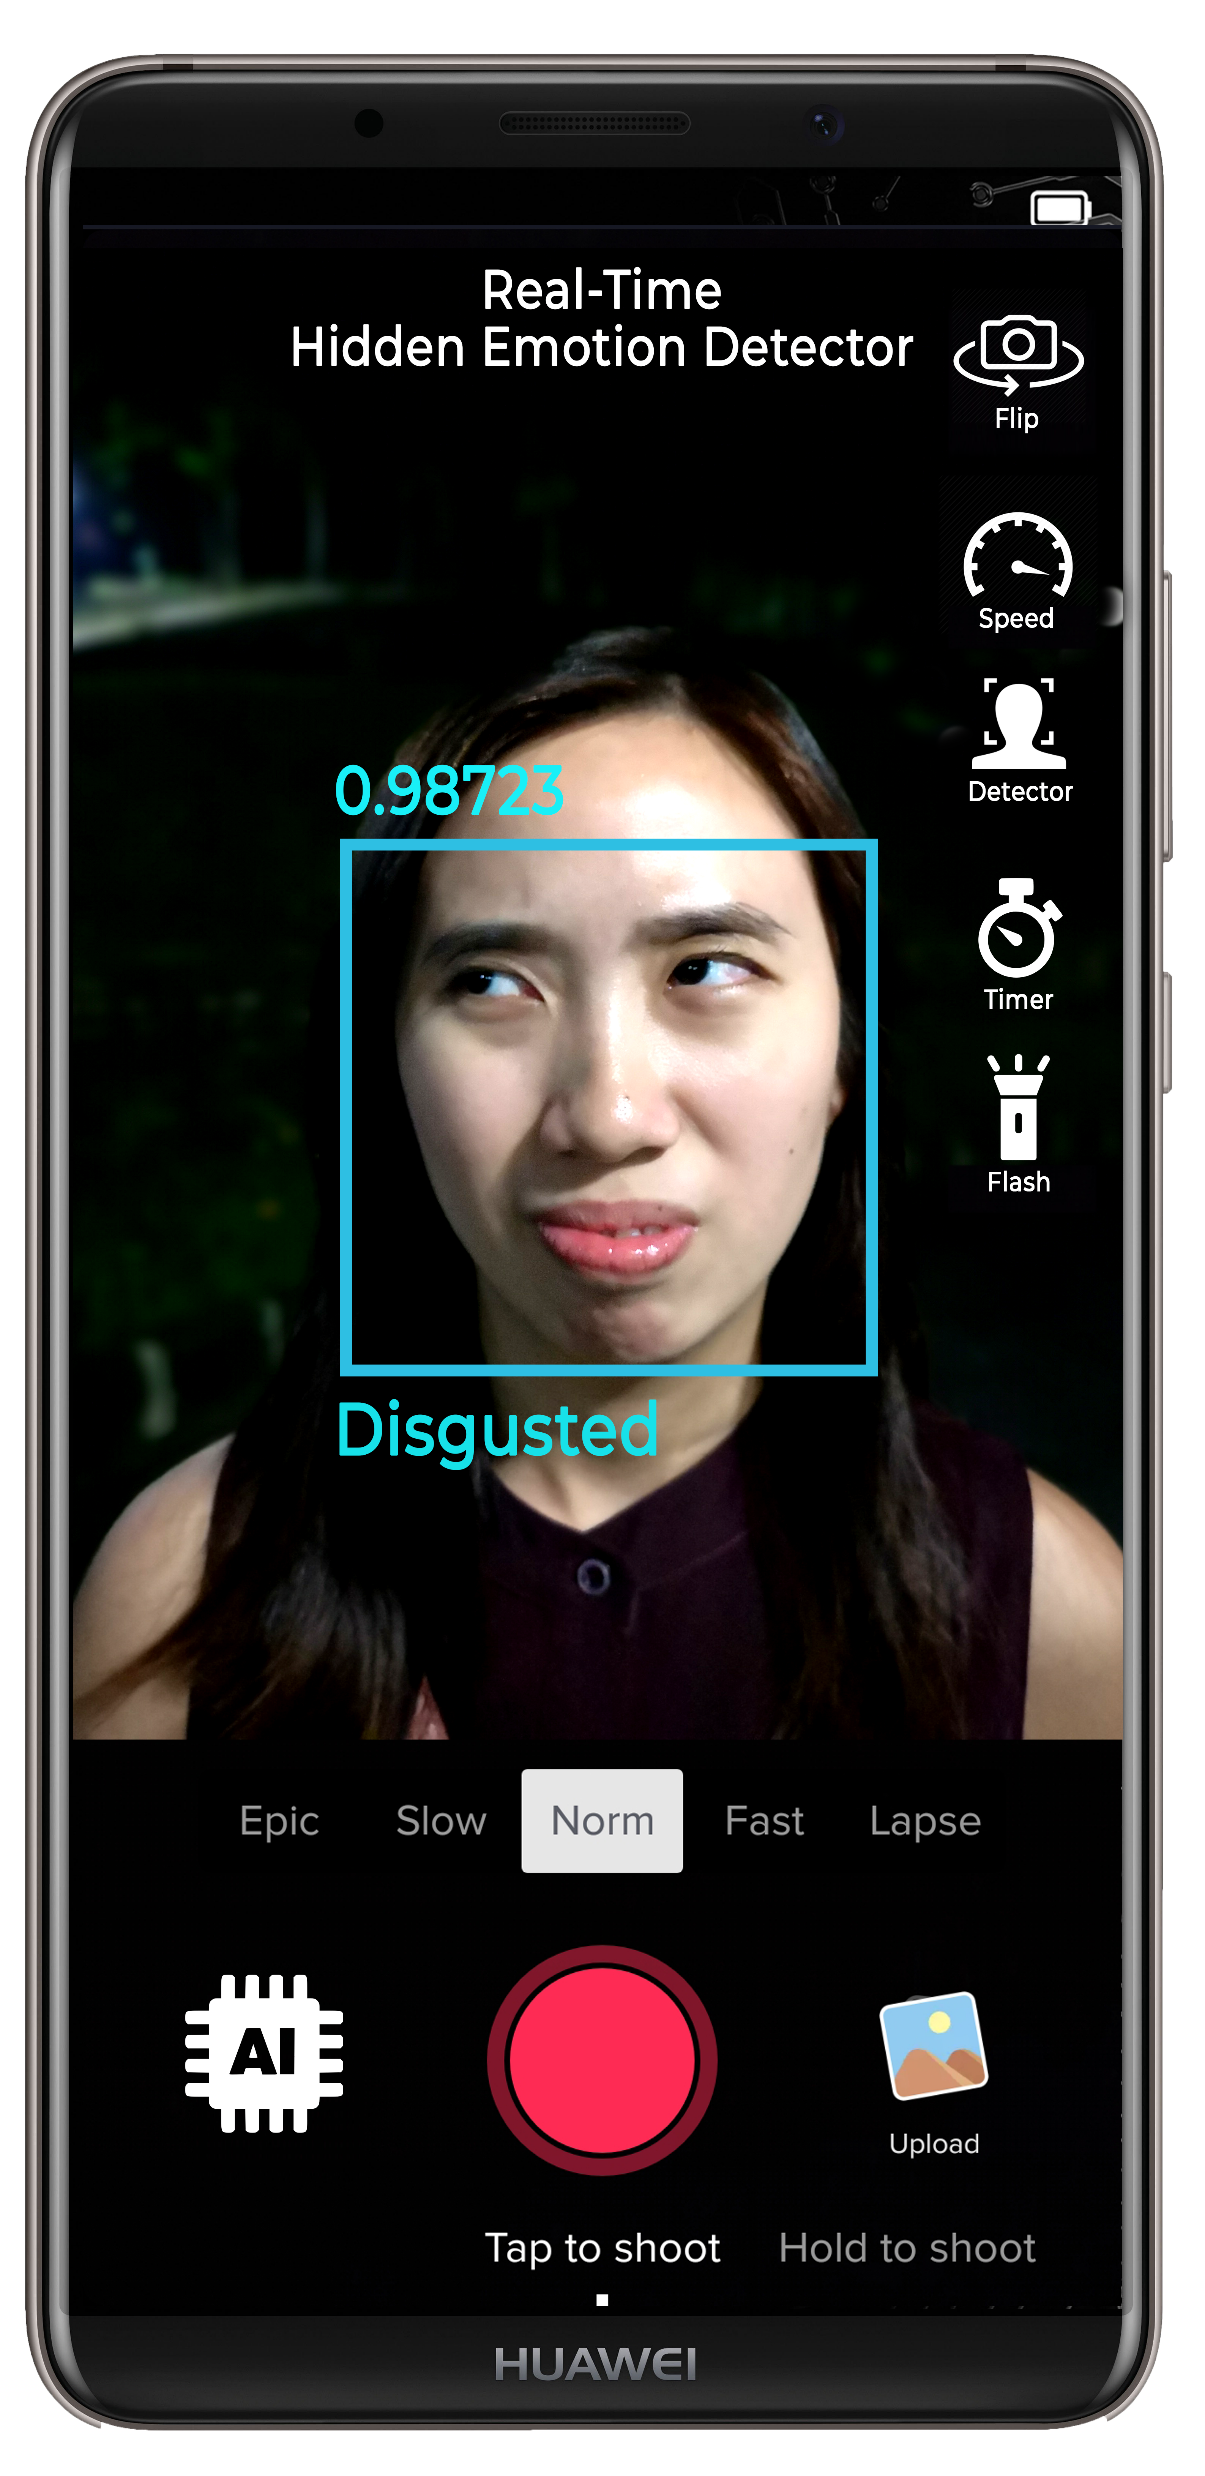 Real-Time
Hidden Emotion Detector
Flip
Speed
0.98723
Detector
Timer
Flash
Disgusted
Epic Slow Norm Fast Lapse
AI
Upload
Tap to shoot Hold to shoot
HUAWEI